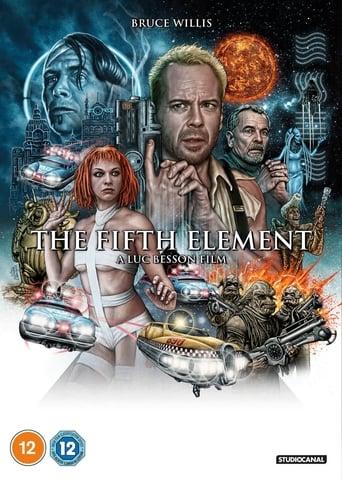 BRUCE WILLIS
THE FIFTH ELEMENT
A LUC BESSON FILM
12
12
STUDIOCANAL